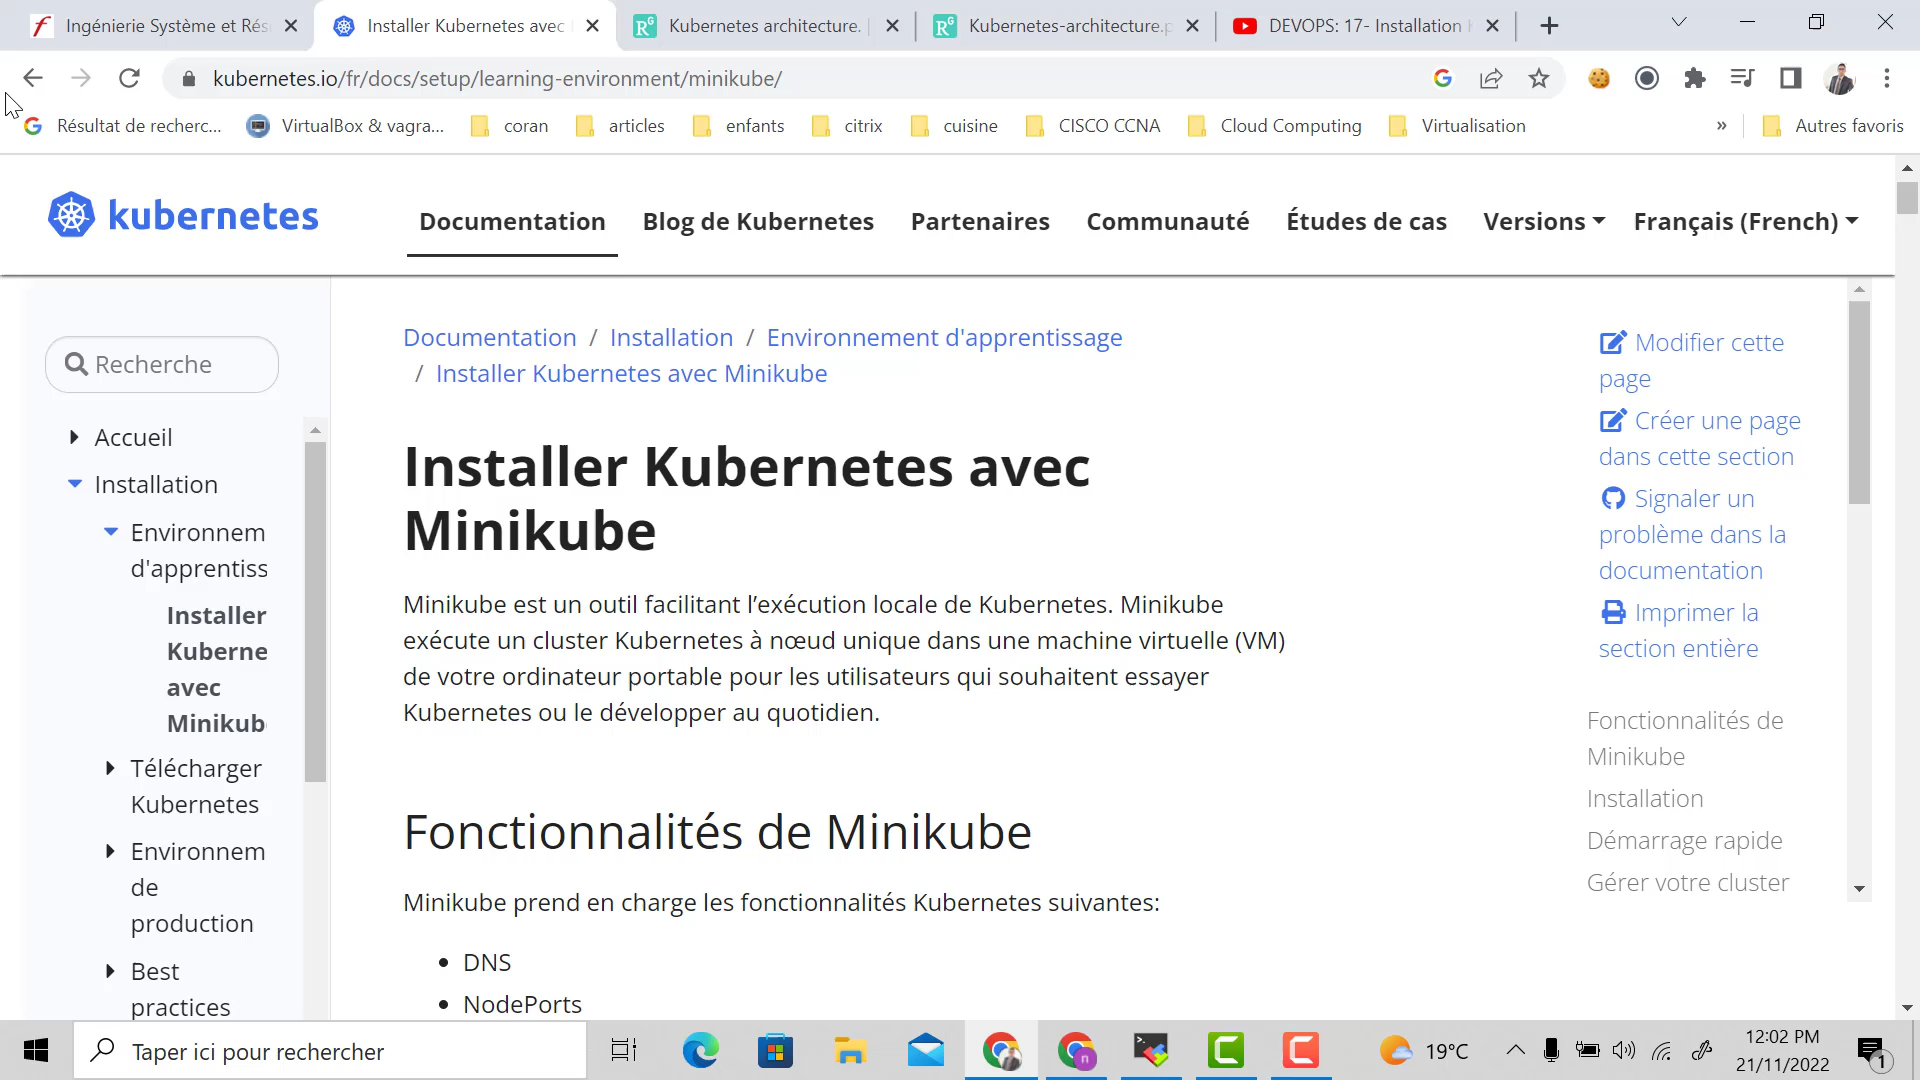 Ingénierie Système et Rése
Installer Kubernetes avec
Kubernetes architecture. |
Kubernetes-architecture.p
DEVOPS: 17- Installation
kubernetes.io/fr/docs/setup/learning-environment/minikube/
Résultat de recherc...
VirtualBox & vagra...
coran
articles
enfants
citrix
cuisine
CISCO CCNA
Cloud Computing
Virtualisation
»
Autres favoris
kubernetes
Documentation
Blog de Kubernetes
Partenaires
Communauté
Études de cas
Versions
Français (French)
Recherche
Accueil
Installation
Environnem
d'apprentiss
Installer
Kuberne
avec
Minikub
Télécharger
Kubernetes
Environnem
de
production
Best
practices
Documentation / Installation / Environnement d'apprentissage
/ Installer Kubernetes avec Minikube
Installer Kubernetes avec
Minikube
Minikube est un outil facilitant l’exécution locale de Kubernetes. Minikube
exécute un cluster Kubernetes à nœud unique dans une machine virtuelle (VM)
de votre ordinateur portable pour les utilisateurs qui souhaitent essayer
Kubernetes ou le développer au quotidien.
Fonctionnalités de Minikube
Minikube prend en charge les fonctionnalités Kubernetes suivantes:
• DNS
• NodePorts
Modifier cette
page
Créer une page
dans cette section
Signaler un
problème dans la
documentation
Imprimer la
section entière
Fonctionnalités de
Minikube
Installation
Démarrage rapide
Gérer votre cluster
Taper ici pour rechercher
19°C
12:02 PM
21/11/2022
1